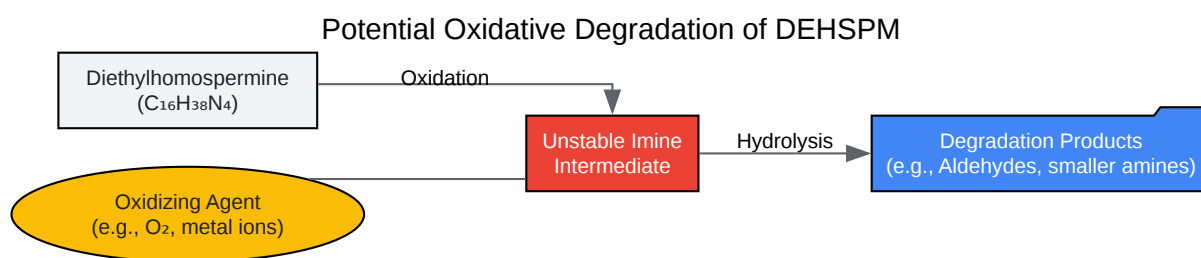 Potential Oxidative Degradation of DEHSPM
Diethylhomospermine
(C₁₆H₃₈N₄)
Oxidation
Unstable Imine
Intermediate
Hydrolysis
Degradation Products
(e.g., Aldehydes, smaller amines)
Oxidizing Agent
(e.g., O₂, metal ions)